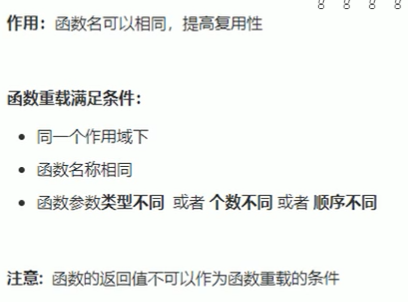 作用：函数名可以相同，提高复用性
函数重载满足条件：
同一个作用域下
函数名称相同
函数参数类型不同 或者 个数不同 或者 顺序不同
注意: 函数的返回值不可以作为函数重载的条件